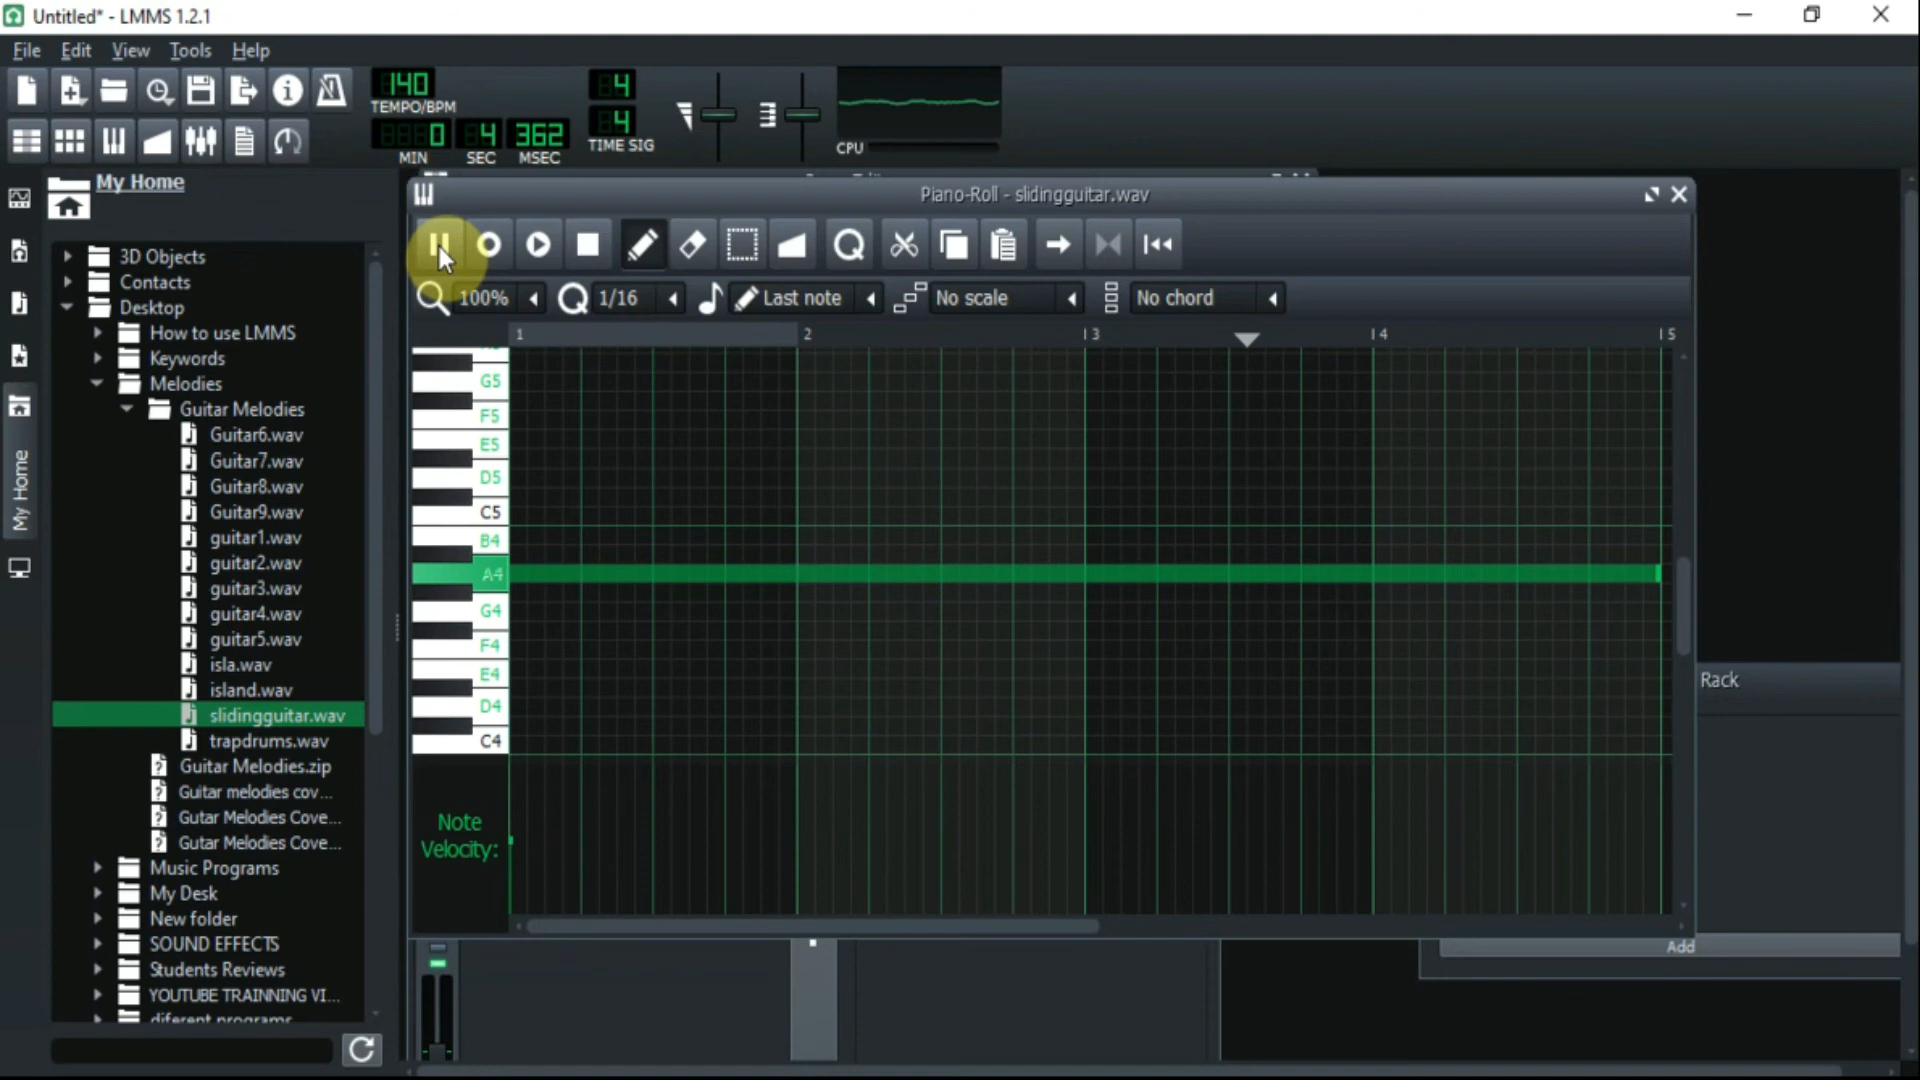 Untitled* - LMMS 1.2.1
File Edit View Tools Help
140
TEMPO/BPM
0 4 362
MIN SEC MSEC
4
4
TIME SIG
CPU
My Home
My Home
3D Objects
Contacts
Desktop
How to use LMMS
Keywords
Melodies
Guitar Melodies
Guitar6.wav
Guitar7.wav
Guitar8.wav
Guitar9.wav
guitar1.wav
guitar2.wav
guitar3.wav
guitar4.wav
guitar5.wav
isla.wav
island.wav
slidingguitar.wav
trapdrums.wav
Guitar Melodies.zip
Guitar melodies cov...
Gutar Melodies Cove...
Gutar Melodies Cove...
Music Programs
My Desk
New folder
SOUND EFFECTS
Students Reviews
YOUTUBE TRAINNING VI...
diferent programs
Piano-Roll - slidingguitar.wav
100% 1/16 Last note No scale No chord
1 2 3 4 5
G5
F5
E5
D5
C5
B4
A4
G4
F4
E4
D4
C4
Note
Velocity:
Rack
Add